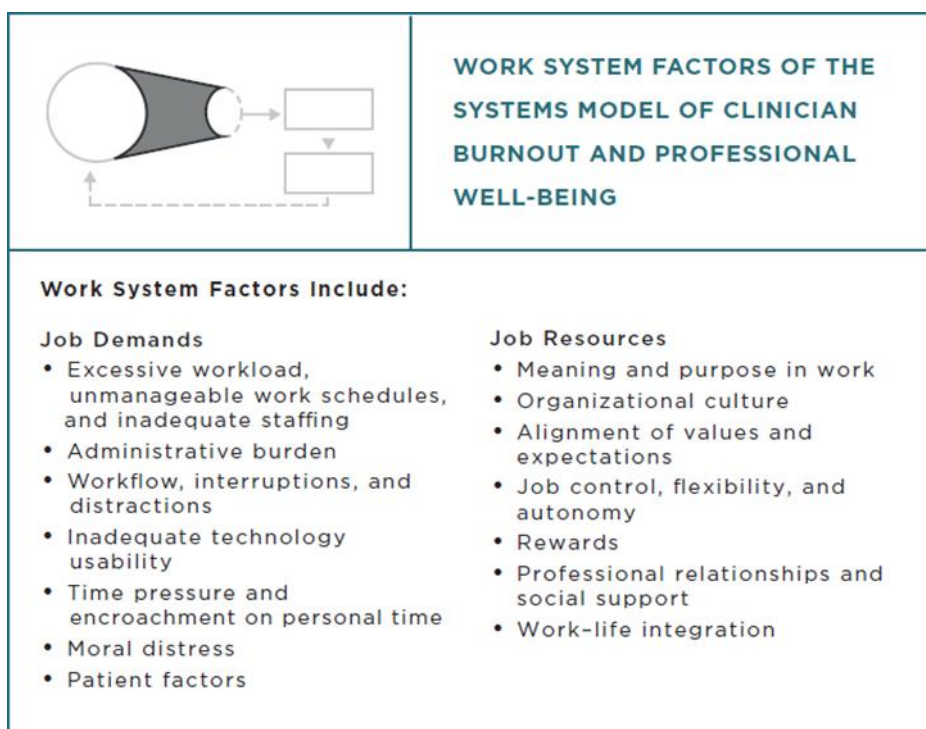 WORK SYSTEM FACTORS OF THE
SYSTEMS MODEL OF CLINICIAN
BURNOUT AND PROFESSIONAL
WELL-BEING
Work System Factors Include:
Job Demands
• Excessive workload,
unmanageable work schedules,
and inadequate staffing
• Administrative burden
• Workflow, interruptions, and
distractions
• Inadequate technology
usability
• Time pressure and
encroachment on personal time
• Moral distress
• Patient factors
Job Resources
• Meaning and purpose in work
• Organizational culture
• Alignment of values and
expectations
• Job control, flexibility, and
autonomy
• Rewards
• Professional relationships and
social support
• Work–life integration